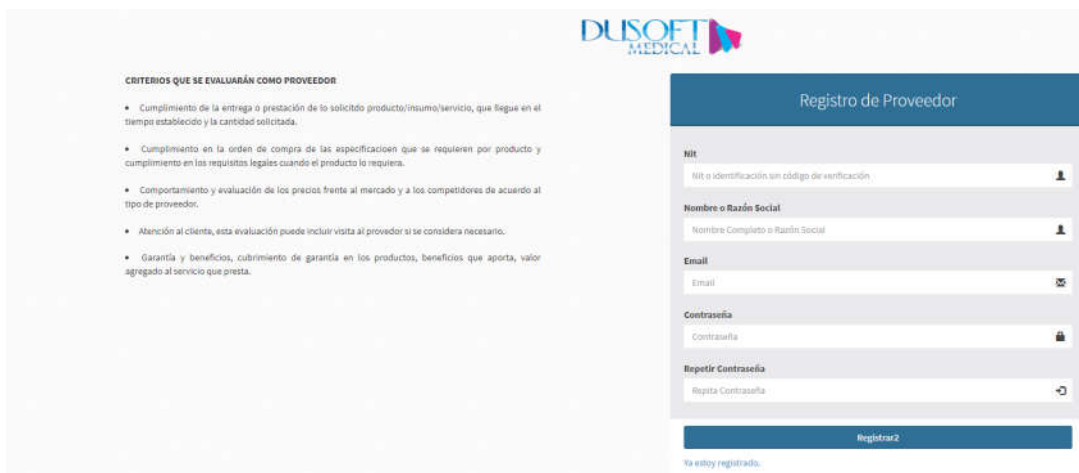 DUSOFT
MEDICAL
CRITERIOS QUE SE EVALUARÁN COMO PROVEEDOR
• Cumplimiento de la entrega o prestación de lo solicitdo producto/insumo/servicio, que llegue en el
tiempo establecido y la cantidad solicitada.
• Cumplimiento en la orden de compra de las especificacioen que se requieren por producto y
cumplimiento en los requisitos legales cuando el producto lo requiera.
• Comportamiento y evaluación de los precios frente al mercado y a los competidores de acuerdo al
tipo de proveedor.
• Atención al cliente, esta evaluación puede incluir visita al provedor si se considera necesario.
• Garantía y beneficios, cubrimiento de garantía en los productos, beneficios que aporta, valor
agregado al servicio que presta.
Registro de Proveedor
Nit
Nit o identificación sin código de verificación
Nombre o Razón Social
Nombre Completo o Razón Social
Email
Email
Contraseña
Contraseña
Repetir Contraseña
Repita Contraseña
Registrar2
Ya estoy registrado.